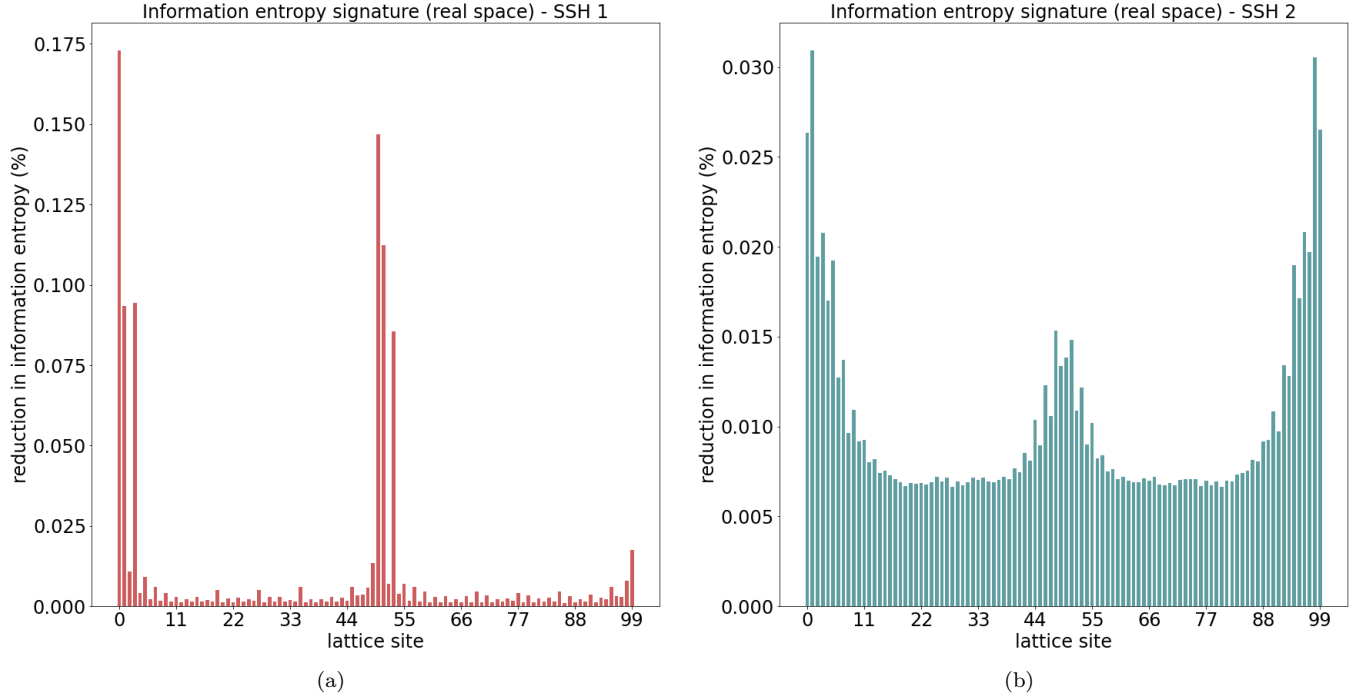 Information entropy signature (real space) - SSH 1
reduction in information entropy (%)
0.175
0.150
0.125
0.100
0.075
0.050
0.025
0.000
0 11 22 33 44 55 66 77 88 99
lattice site
(a)
Information entropy signature (real space) - SSH 2
reduction in information entropy (%)
0.030
0.025
0.020
0.015
0.010
0.005
0.000
0 11 22 33 44 55 66 77 88 99
lattice site
(b)